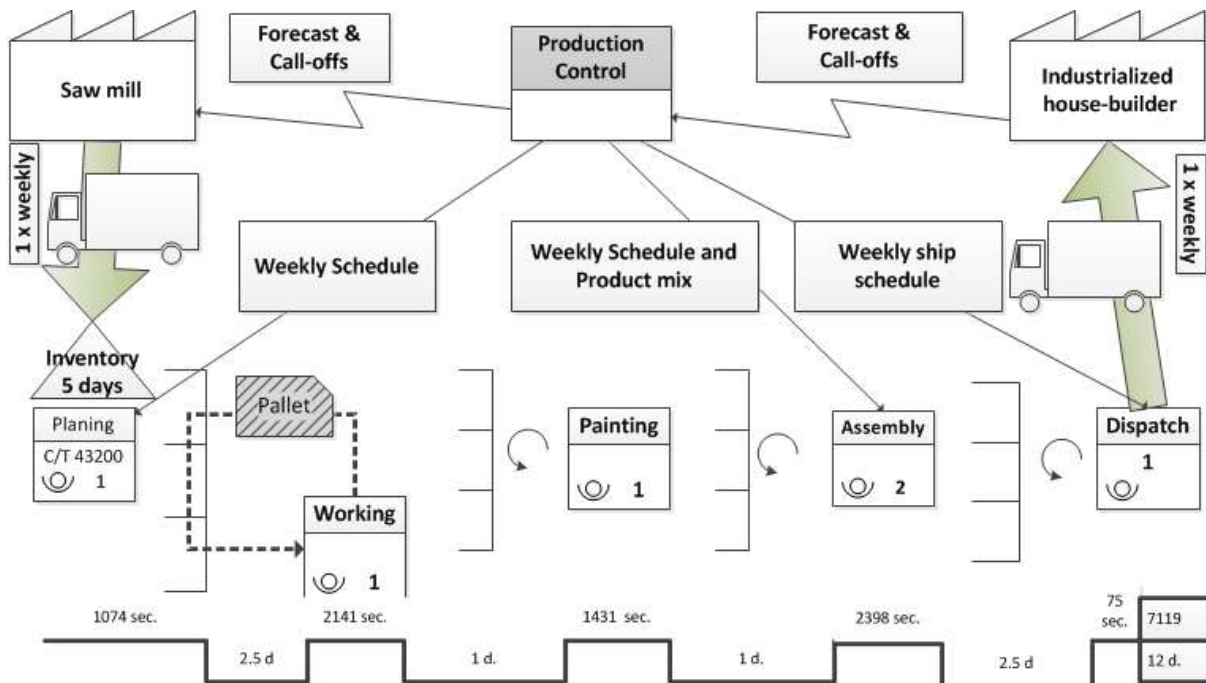 Forecast &
Call-offs
Production
Control
Forecast &
Call-offs
Saw mill
Industrialized
house-builder
1 x weekly
1 x weekly
Weekly Schedule
Weekly Schedule and
Product mix
Weekly ship
schedule
Inventory
5 days
Pallet
Planing
C/T 43200
1
Working
1
Painting
1
Assembly
2
Dispatch
1
1074 sec.
2141 sec.
1431 sec.
2398 sec.
75
sec.
7119
2.5 d
1 d.
1 d.
2.5 d
12 d.